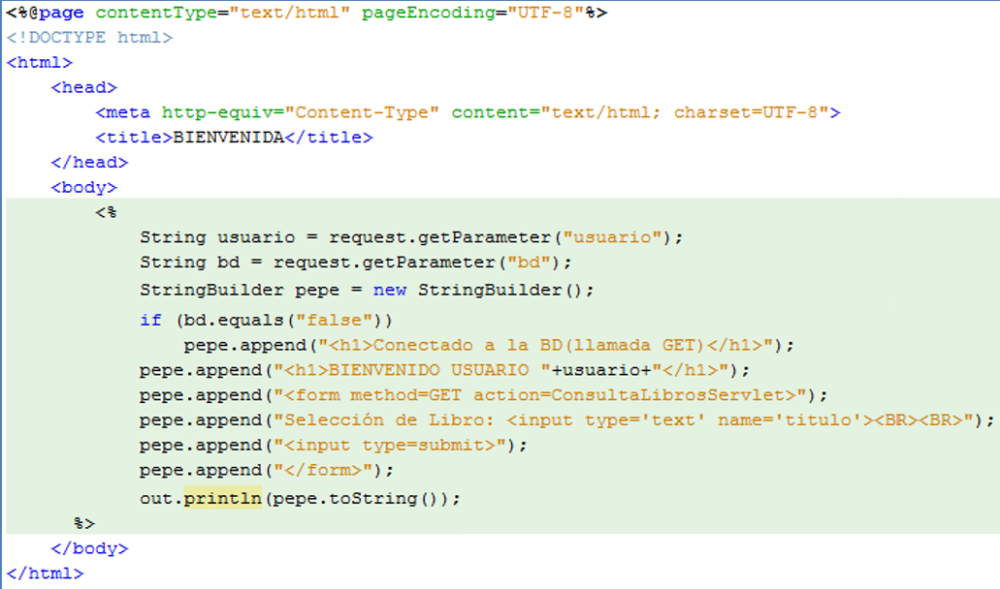 <%@page contentType="text/html" pageEncoding="UTF-8"%>
<!DOCTYPE html>
<html>
    <head>
        <meta http-equiv="Content-Type" content="text/html; charset=UTF-8">
        <title>BIENVENIDA</title>
    </head>
    <body>
        <%
            String usuario = request.getParameter("usuario");
            String bd = request.getParameter("bd");
            StringBuilder pepe = new StringBuilder();
            if (bd.equals("false"))
                pepe.append("<h1>Conectado a la BD(llamada GET)</h1>");
            pepe.append("<h1>BIENVENIDO USUARIO "+usuario+"</h1>");
            pepe.append("<form method=GET action=ConsultaLibrosServlet>");
            pepe.append("Selección de Libro: <input type='text' name='titulo'><BR><BR>");
            pepe.append("<input type=submit>");
            pepe.append("</form>");
            out.println(pepe.toString());
      %>
    </body>
</html>